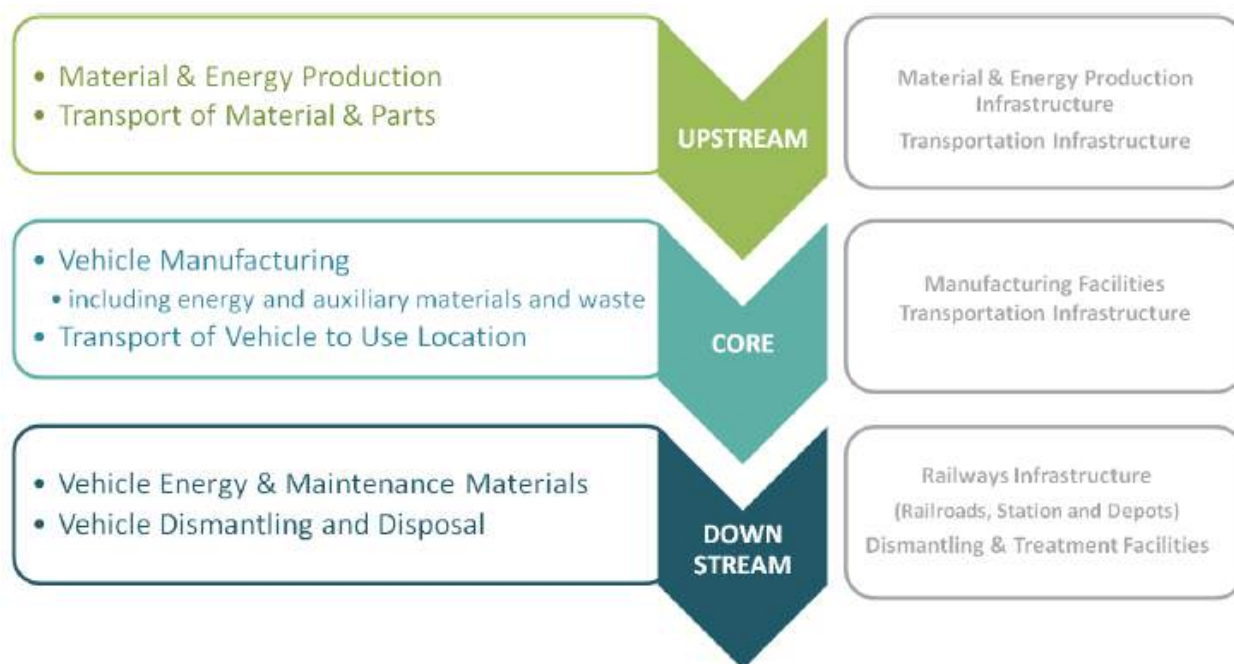 • Material & Energy Production
• Transport of Material & Parts
UPSTREAM
Material & Energy Production
Infrastructure
Transportation Infrastructure
• Vehicle Manufacturing
• including energy and auxiliary materials and waste
• Transport of Vehicle to Use Location
CORE
Manufacturing Facilities
Transportation Infrastructure
• Vehicle Energy & Maintenance Materials
• Vehicle Dismantling and Disposal
DOWN
STREAM
Railways Infrastructure
(Railroads, Station and Depots)
Dismantling & Treatment Facilities